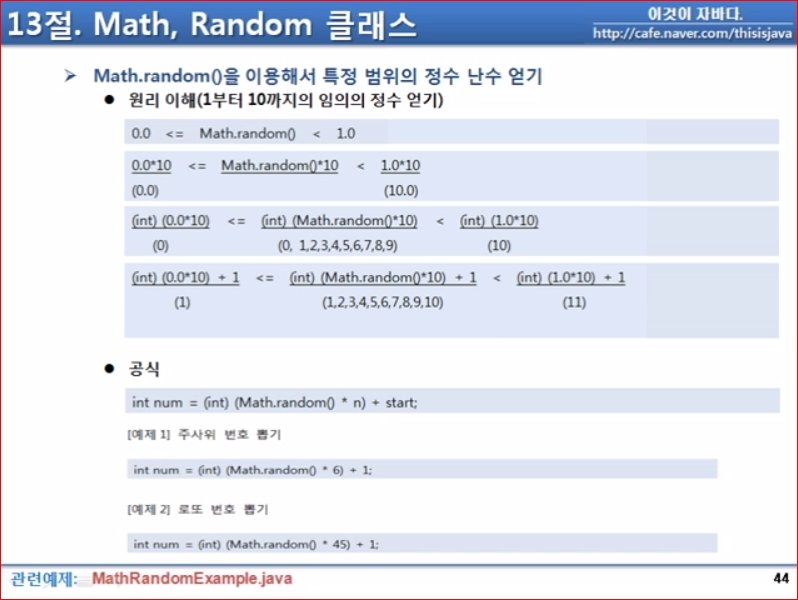 13절. Math, Random 클래스
이것이 자바다.
http://cafe.naver.com/thisisjava
➢ Math.random()을 이용해서 특정 범위의 정수 난수 얻기
● 원리 이해(1부터 10까지의 임의의 정수 얻기)
0.0 <= Math.random() < 1.0
0.0*10 <= Math.random()*10 < 1.0*10
(0.0) (10.0)
(int) (0.0*10) <= (int) (Math.random()*10) < (int) (1.0*10)
(0) (0, 1,2,3,4,5,6,7,8,9) (10)
(int) (0.0*10) + 1 <= (int) (Math.random()*10) + 1 < (int) (1.0*10) + 1
(1) (1,2,3,4,5,6,7,8,9,10) (11)
● 공식
int num = (int) (Math.random() * n) + start;
[예제 1] 주사위 번호 뽑기
int num = (int) (Math.random() * 6) + 1;
[예제 2] 로또 번호 뽑기
int num = (int) (Math.random() * 45) + 1;
관련예제: MathRandomExample.java
44